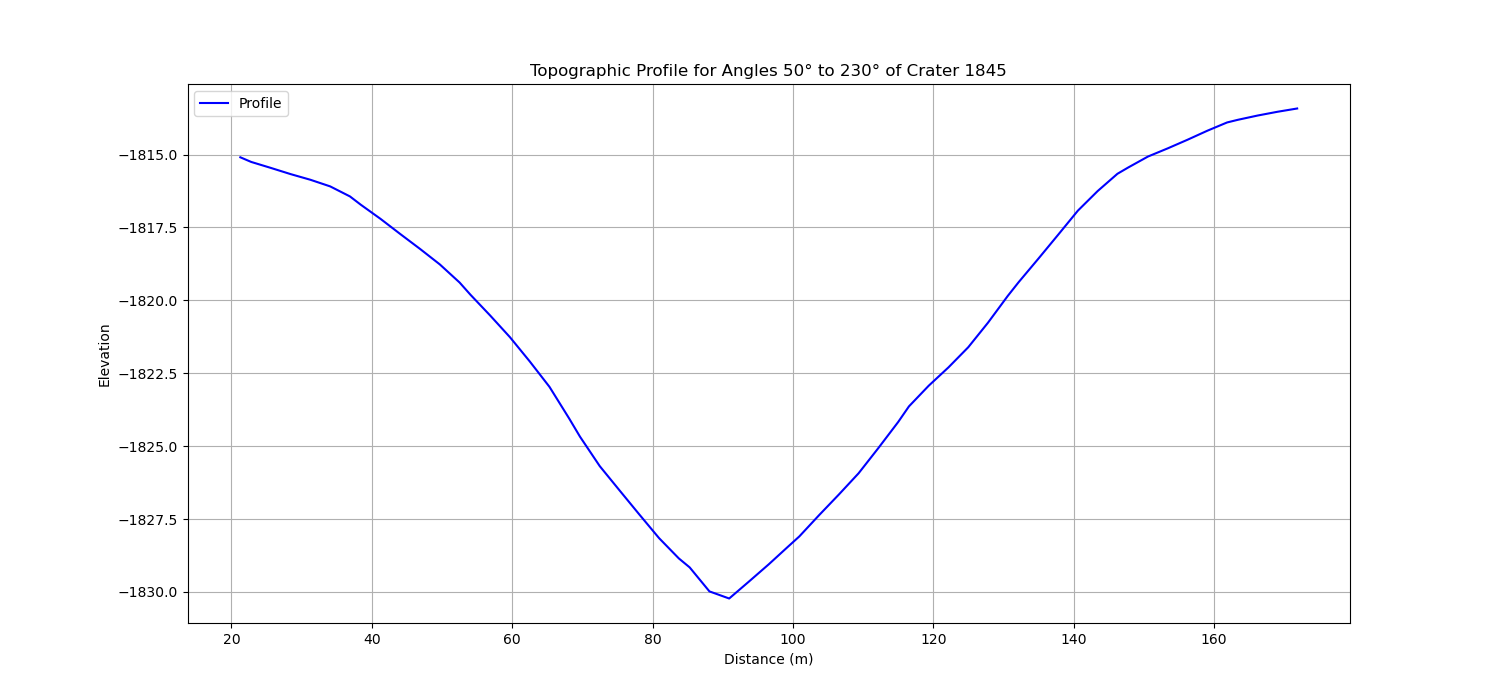 Topographic Profile for Angles 50° to 230° of Crater 1845
Profile
−1815.0
−1817.5
−1820.0
−1822.5
−1825.0
−1827.5
−1830.0
Elevation
20 40 60 80 100 120 140 160
Distance (m)